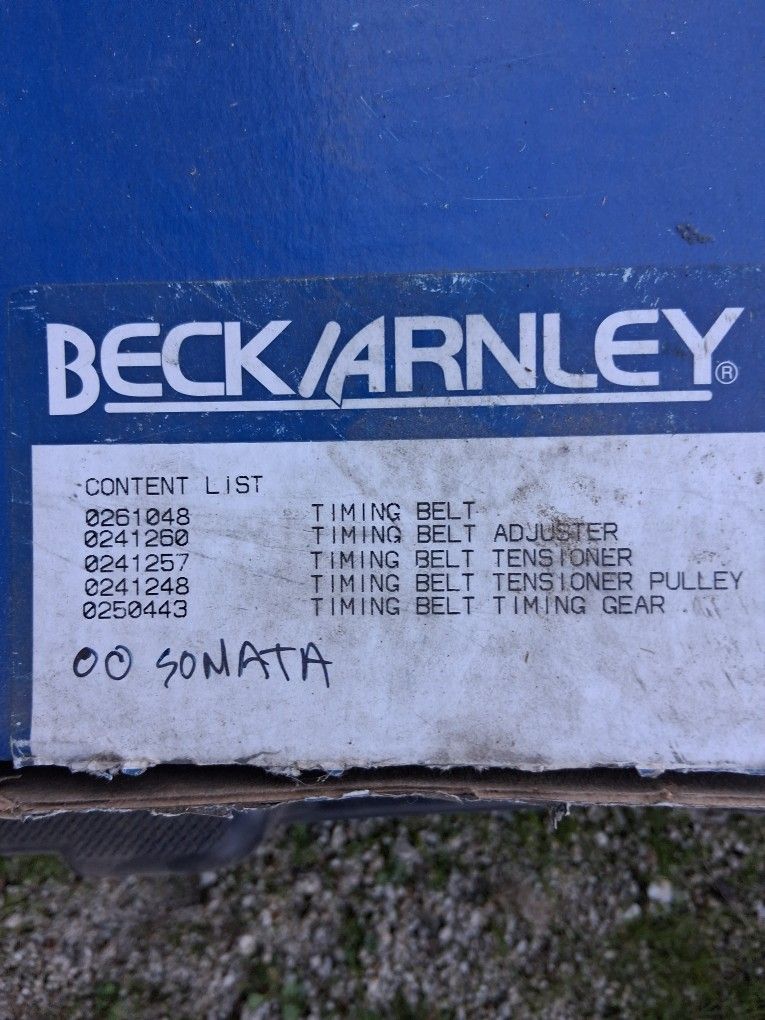 BECK/ARNLEY®
CONTENT LIST
0261048 TIMING BELT
0241260 TIMING BELT ADJUSTER
0241257 TIMING BELT TENSIONER
0241248 TIMING BELT TENSIONER PULLEY
0250443 TIMING BELT TIMING GEAR
00 SONATA